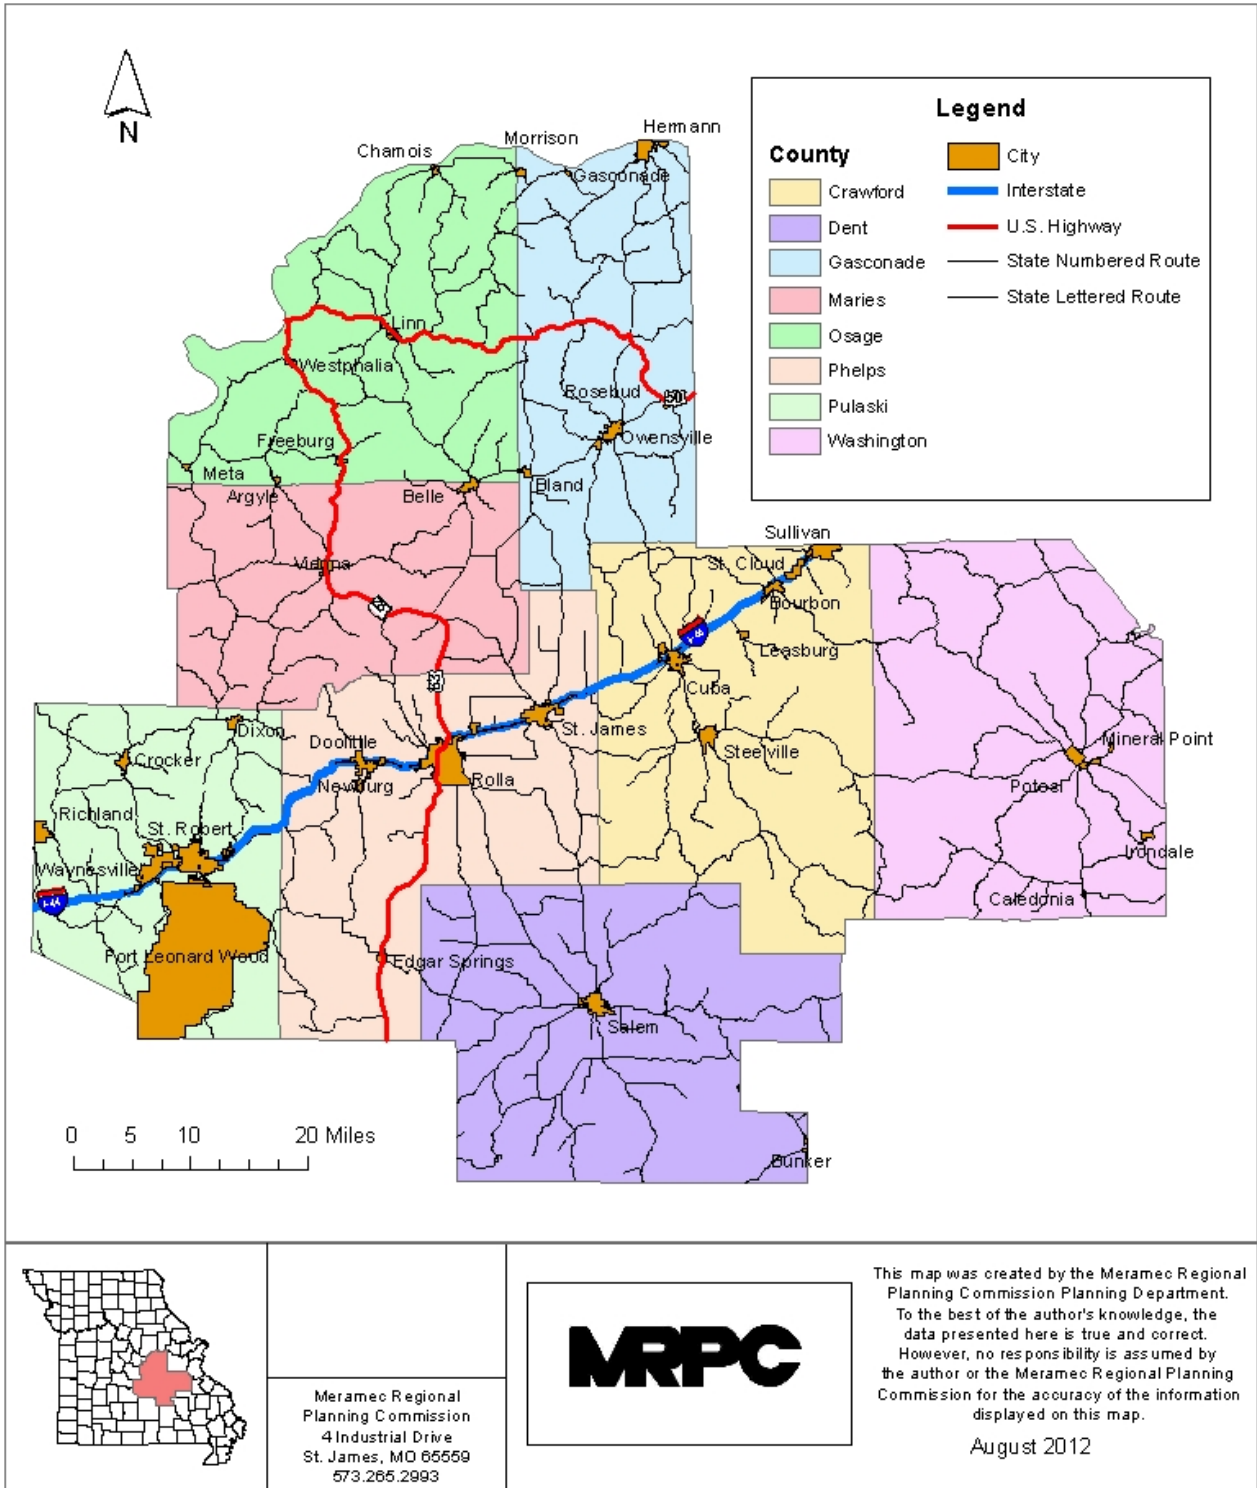 N
Hermann
Morrison
Chamois
Gasconade
Linn
Westphalia
Rosebud
50
Owensville
Freeburg
Meta
Argyle
Belle
Bland
Vienna
Sullivan
St. Cloud
Bourbon
Leasburg
Cuba
63
St. James
Steelville
Dixon
Doolittle
Crocker
Newburg
Rolla
Mineral Point
Potosi
Richland
St. Robert
Waynesville
I-44
Irondale
Caledonia
Fort Leonard Wood
Edgar Springs
Salem
Bunker
Legend
County
Crawford
Dent
Gasconade
Maries
Osage
Phelps
Pulaski
Washington
City
Interstate
U.S. Highway
State Numbered Route
State Lettered Route
0 5 10 20 Miles
Meramec Regional
Planning Commission
4 Industrial Drive
St. James, MO 65559
573.265.2993
MRPC
This map was created by the Meramec Regional
Planning Commission Planning Department.
To the best of the author's knowledge, the
data presented here is true and correct.
However, no responsibility is assumed by
the author or the Meramec Regional Planning
Commission for the accuracy of the information
displayed on this map.
August 2012